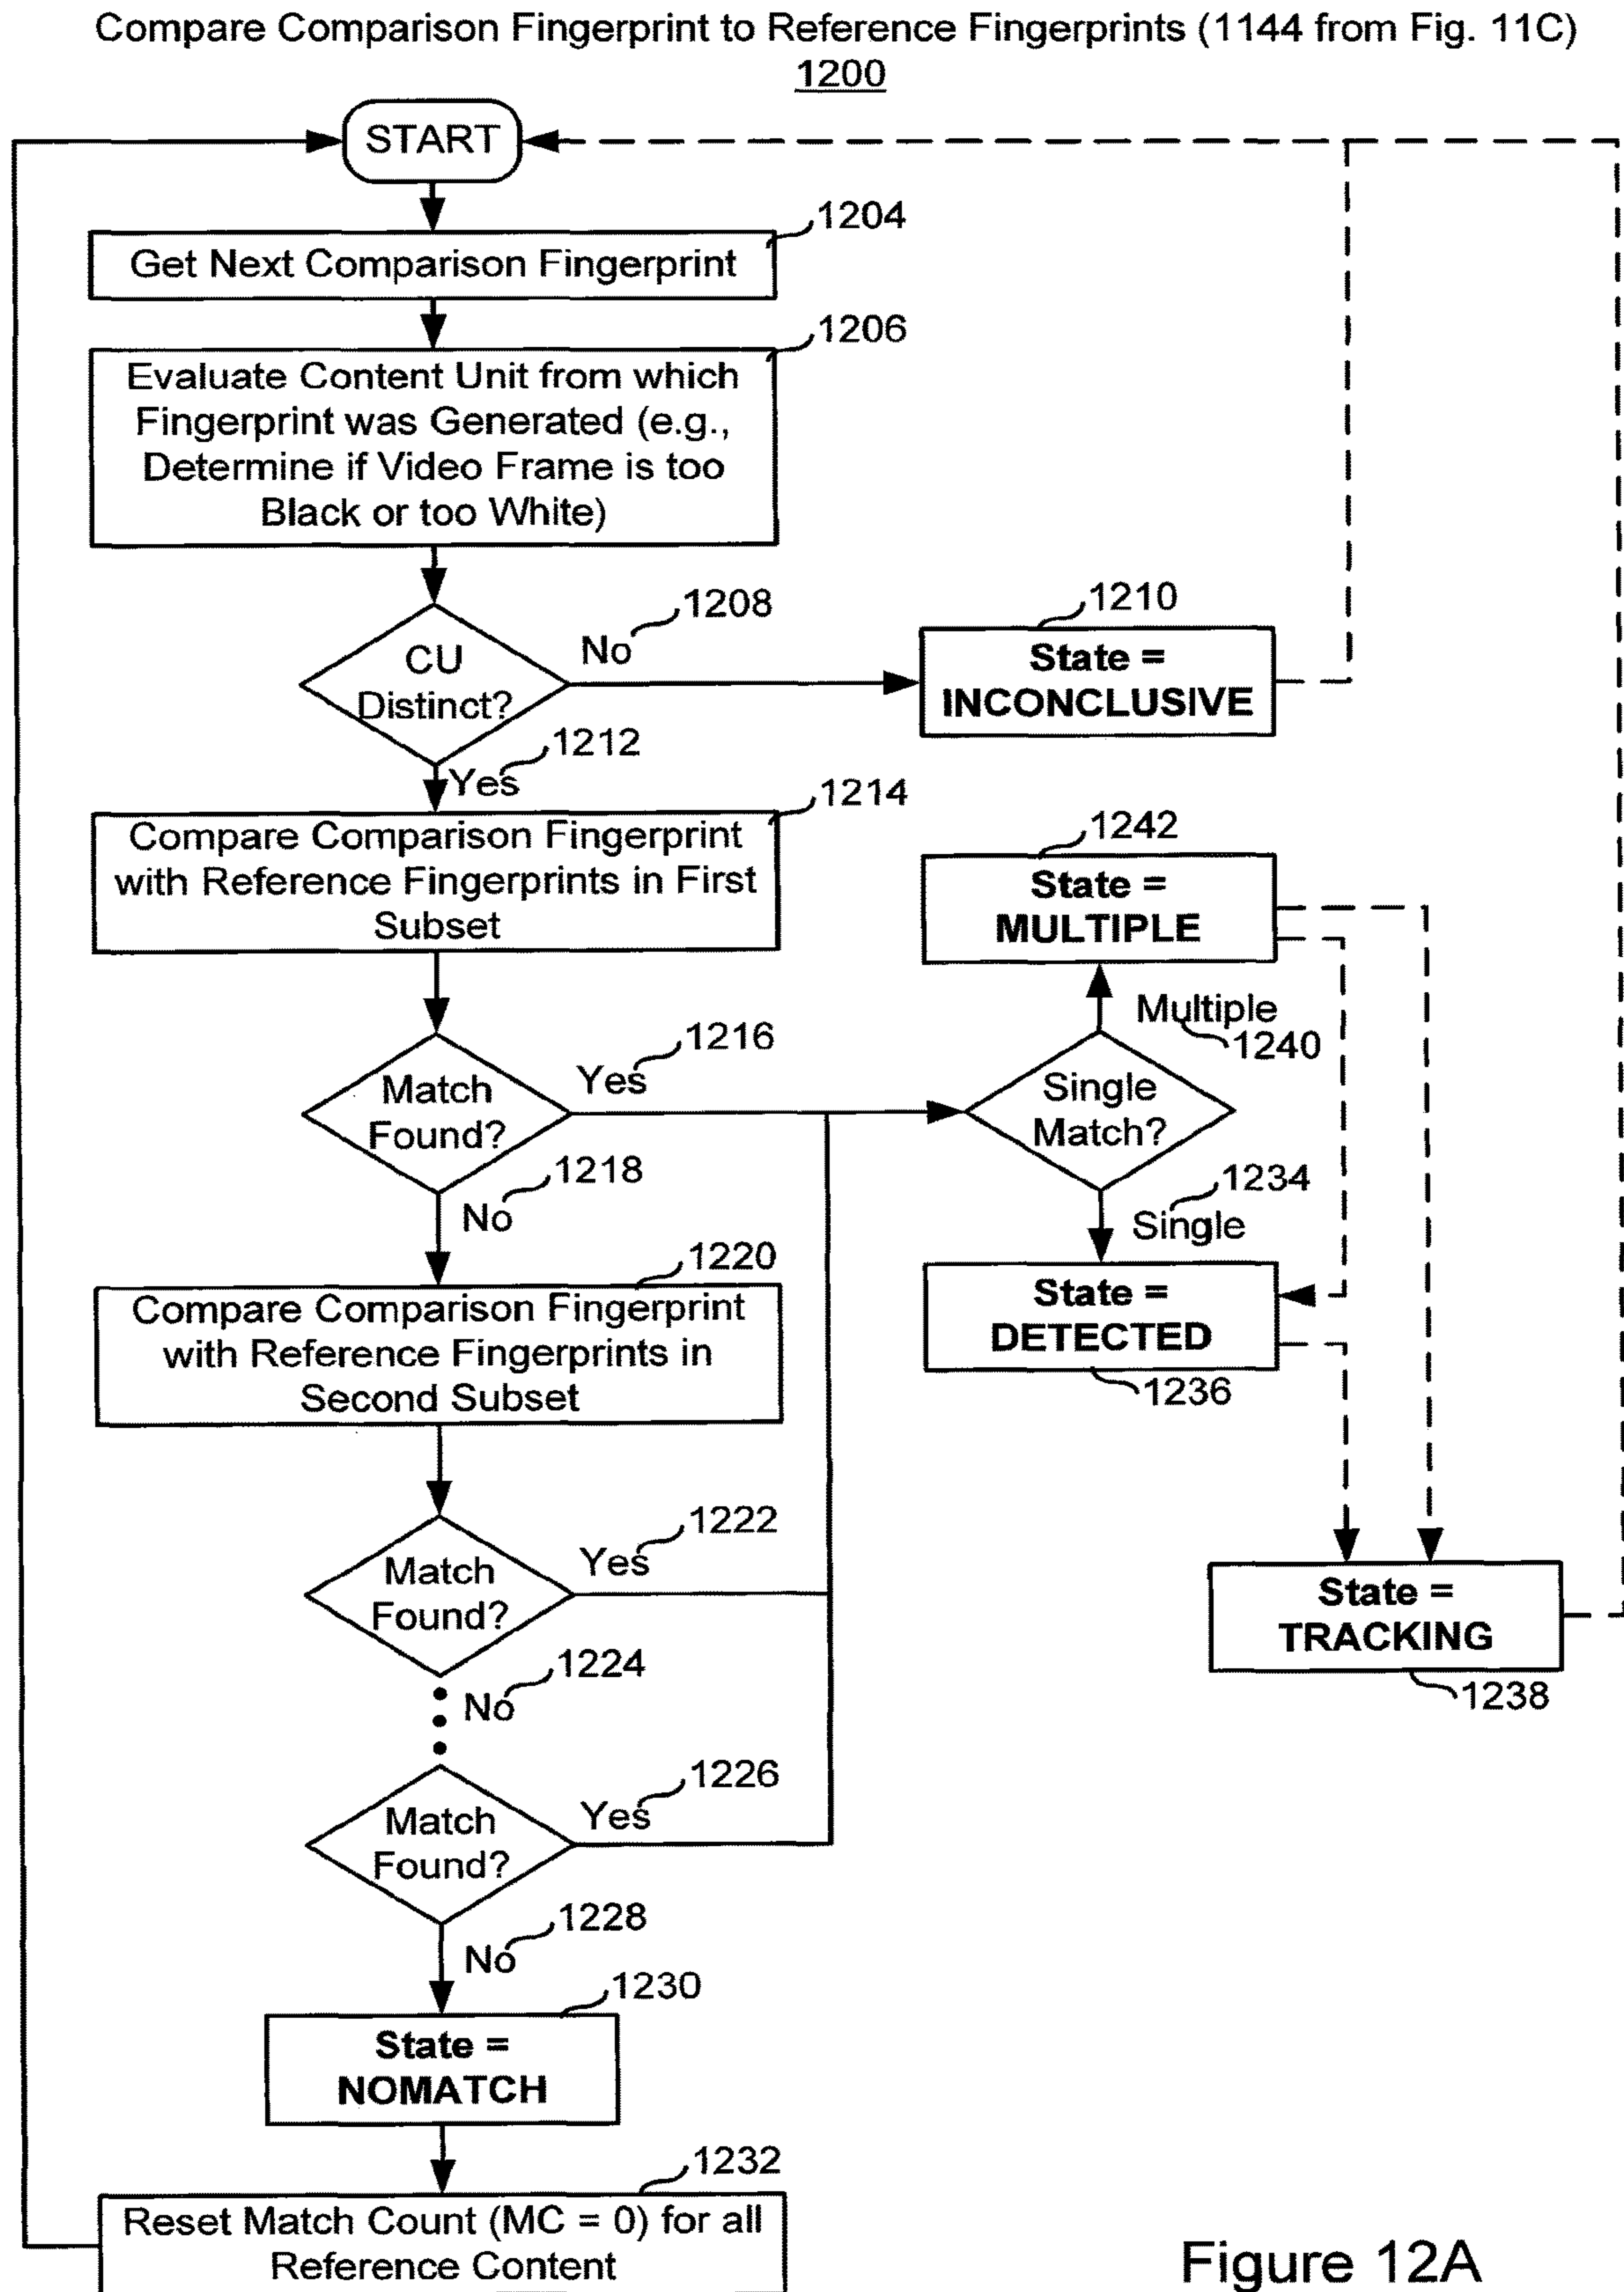 Compare Comparison Fingerprint to Reference Fingerprints (1144 from Fig. 11C)
1200
START
1204
Get Next Comparison Fingerprint
1206
Evaluate Content Unit from which
Fingerprint was Generated (e.g.,
Determine if Video Frame is too
Black or too White)
1208
No
CU
Distinct?
1210
State =
INCONCLUSIVE
1212
Yes
1214
Compare Comparison Fingerprint
with Reference Fingerprints in First
Subset
1242
State =
MULTIPLE
Multiple
1240
1216
Yes
Match
Found?
Single
Match?
1218
No
1234
Single
1220
Compare Comparison Fingerprint
with Reference Fingerprints in
Second Subset
State =
DETECTED
1236
1222
Yes
Match
Found?
State =
TRACKING
1238
1224
No
1226
Yes
Match
Found?
1228
No
1230
State =
NOMATCH
1232
Reset Match Count (MC = 0) for all
Reference Content
Figure 12A